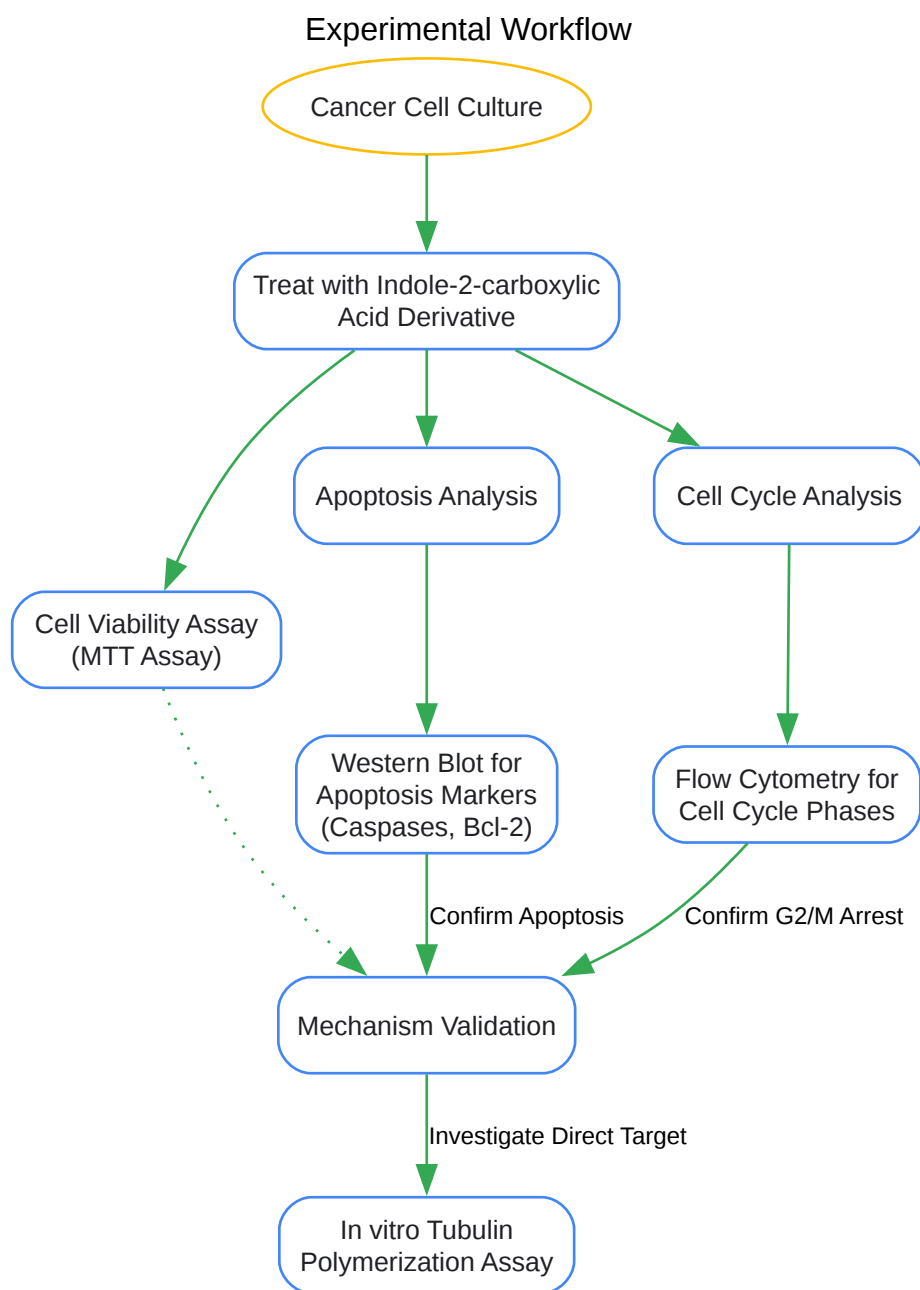 Experimental Workflow
Cancer Cell Culture
Treat with Indole-2-carboxylic
Acid Derivative
Apoptosis Analysis
Cell Cycle Analysis
Cell Viability Assay
(MTT Assay)
Western Blot for
Apoptosis Markers
(Caspases, Bcl-2)
Flow Cytometry for
Cell Cycle Phases
Confirm Apoptosis
Confirm G2/M Arrest
Mechanism Validation
Investigate Direct Target
In vitro Tubulin
Polymerization Assay